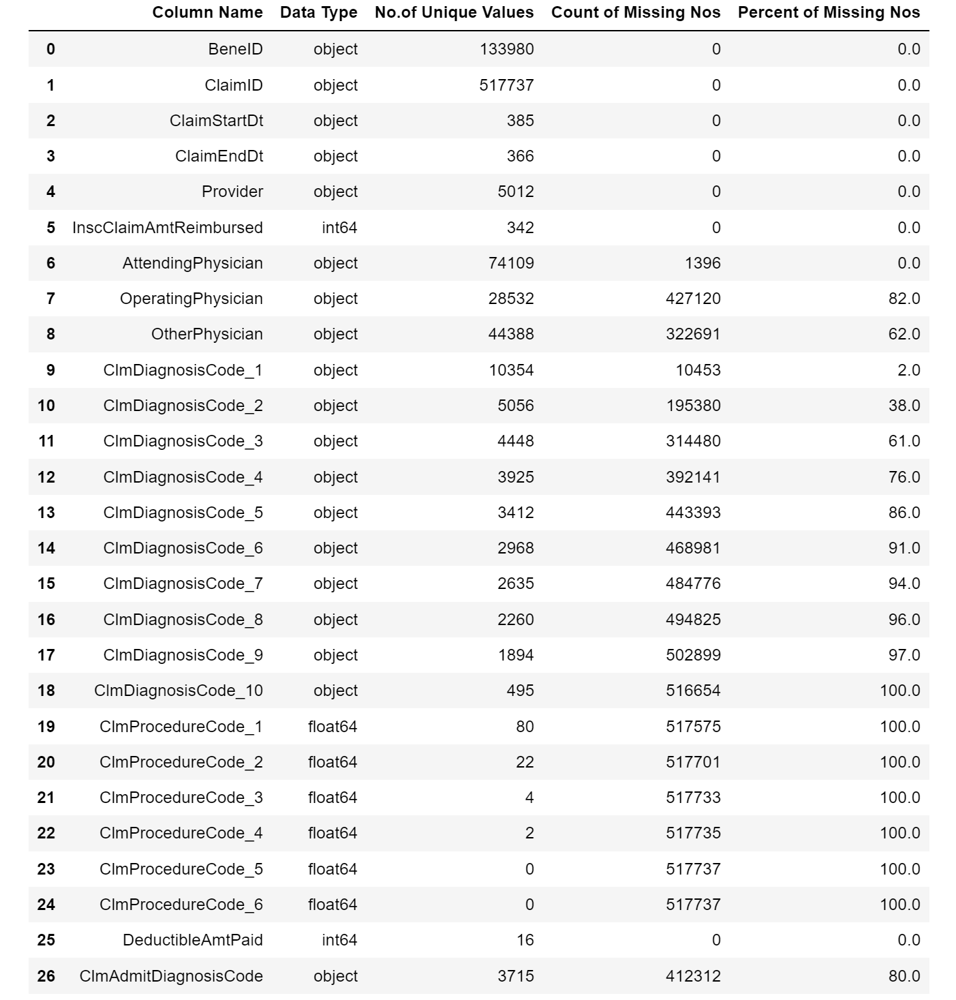 Column Name Data Type No.of Unique Values Count of Missing Nos Percent of Missing Nos
0 BeneID object 133980 0 0.0
1 ClaimID object 517737 0 0.0
2 ClaimStartDt object 385 0 0.0
3 ClaimEndDt object 366 0 0.0
4 Provider object 5012 0 0.0
5 InscClaimAmtReimbursed int64 342 0 0.0
6 AttendingPhysician object 74109 1396 0.0
7 OperatingPhysician object 28532 427120 82.0
8 OtherPhysician object 44388 322691 62.0
9 ClmDiagnosisCode_1 object 10354 10453 2.0
10 ClmDiagnosisCode_2 object 5056 195380 38.0
11 ClmDiagnosisCode_3 object 4448 314480 61.0
12 ClmDiagnosisCode_4 object 3925 392141 76.0
13 ClmDiagnosisCode_5 object 3412 443393 86.0
14 ClmDiagnosisCode_6 object 2968 468981 91.0
15 ClmDiagnosisCode_7 object 2635 484776 94.0
16 ClmDiagnosisCode_8 object 2260 494825 96.0
17 ClmDiagnosisCode_9 object 1894 502899 97.0
18 ClmDiagnosisCode_10 object 495 516654 100.0
19 ClmProcedureCode_1 float64 80 517575 100.0
20 ClmProcedureCode_2 float64 22 517701 100.0
21 ClmProcedureCode_3 float64 4 517733 100.0
22 ClmProcedureCode_4 float64 2 517735 100.0
23 ClmProcedureCode_5 float64 0 517737 100.0
24 ClmProcedureCode_6 float64 0 517737 100.0
25 DeductibleAmtPaid int64 16 0 0.0
26 ClmAdmitDiagnosisCode object 3715 412312 80.0